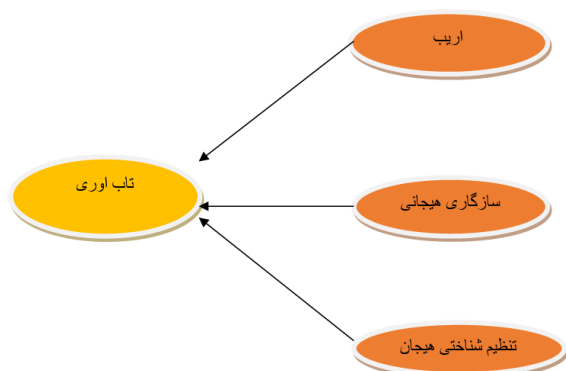 اریب
تاب اوری
سازگاری هیجانی
تنظیم شناختی هیجان